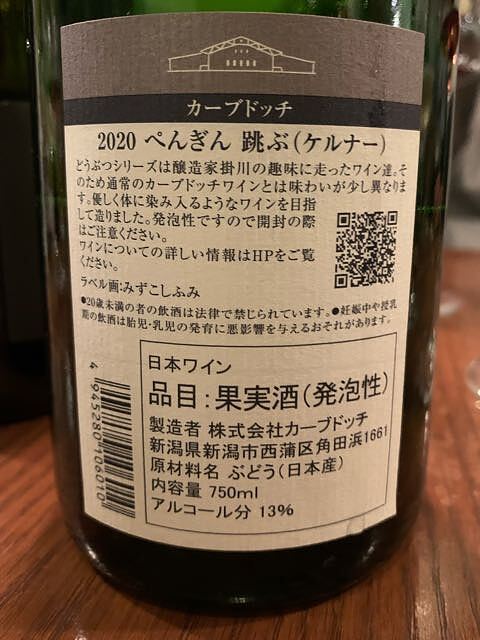 カーブドッチ
2020 ぺんぎん 跳ぶ(ケルナー)
どうぶつシリーズは醸造家掛川の趣味に走ったワイン達。そ
のため通常のカーブドッチワインとは味わいが少し異なりま
す。優しく体に染み入るようなワインを目指
して造りました。発泡性ですので開封の際
はご注意ください。
ワインについての詳しい情報はHPをご覧
ください。
ラベル画:みずこしふみ
●20歳未満の者の飲酒は法律で禁じられています。●妊娠中や授乳
期の飲酒は胎児・乳児の発育に悪影響を与えるおそれがあります。
日本ワイン
品目:果実酒(発泡性)
製造者 株式会社カーブドッチ
新潟県新潟市西蒲区角田浜1661
原材料名 ぶどう(日本産)
内容量 750ml
アルコール分 13%
4 945280 106010